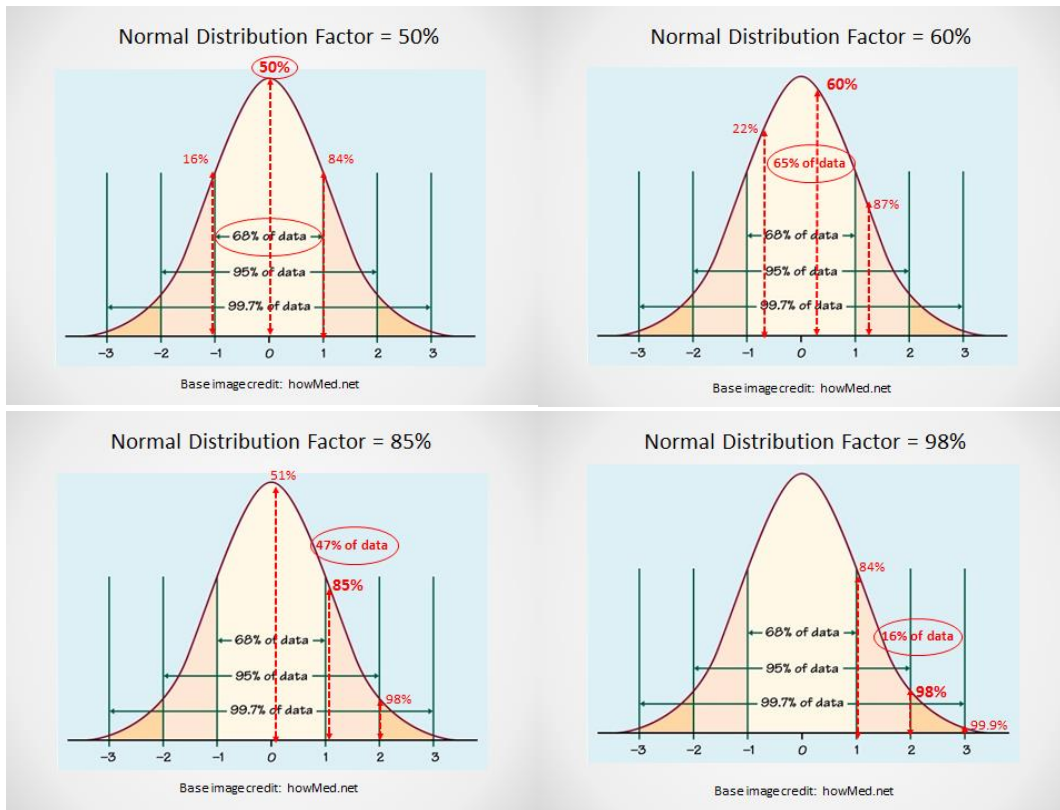 Normal Distribution Factor = 50%
50%
16%
84%
68% of data
95% of data
99.7% of data
-3 -2 -1 0 1 2 3
Base image credit: howMed.net
Normal Distribution Factor = 60%
60%
22%
65% of data
87%
68% of data
95% of data
99.7% of data
-3 -2 -1 0 1 2 3
Base image credit: howMed.net
Normal Distribution Factor = 85%
51%
47% of data
85%
68% of data
95% of data
98%
99.7% of data
-3 -2 -1 0 1 2 3
Base image credit: howMed.net
Normal Distribution Factor = 98%
84%
68% of data
16% of data
95% of data
98%
99.7% of data
99.9%
-3 -2 -1 0 1 2 3
Base image credit: howMed.net